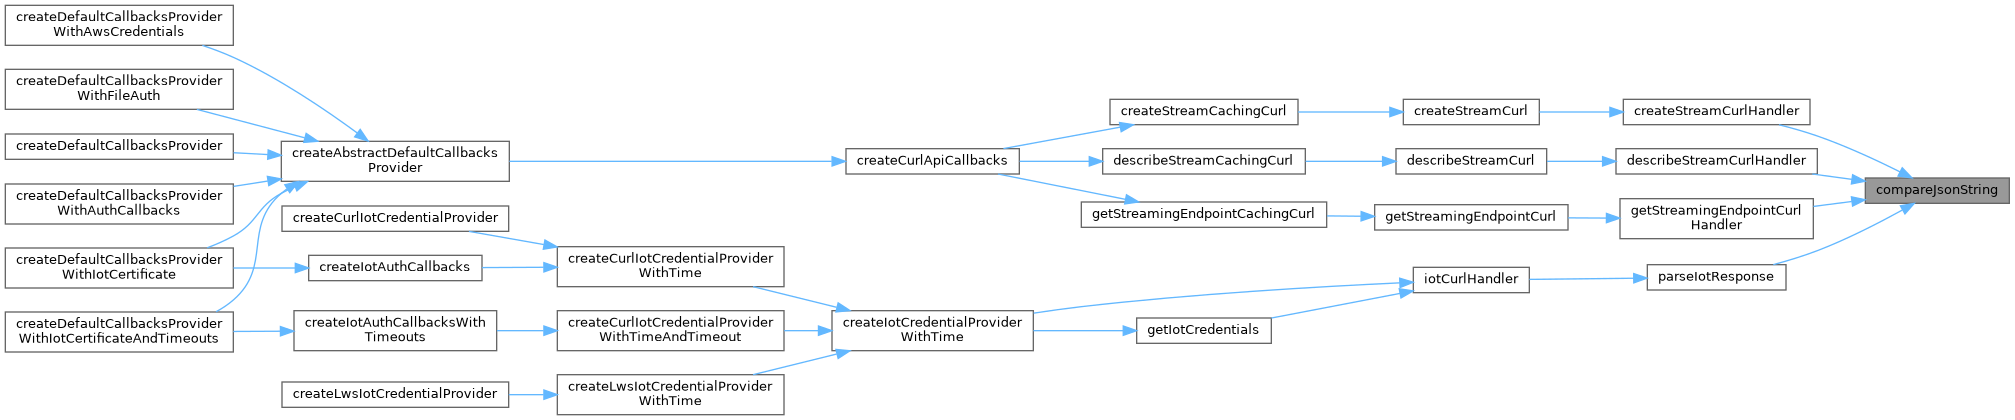 createDefaultCallbacksProvider
WithAwsCredentials
createDefaultCallbacksProvider
WithFileAuth
createDefaultCallbacksProvider
createDefaultCallbacksProvider
WithAuthCallbacks
createDefaultCallbacksProvider
WithIotCertificate
createDefaultCallbacksProvider
WithIotCertificateAndTimeouts
createAbstractDefaultCallbacks
Provider
createCurlIotCredentialProvider
createIotAuthCallbacks
createIotAuthCallbacksWith
Timeouts
createLwsIotCredentialProvider
createCurlIotCredentialProvider
WithTime
createCurlIotCredentialProvider
WithTimeAndTimeout
createLwsIotCredentialProvider
WithTime
createCurlApiCallbacks
createIotCredentialProvider
WithTime
createStreamCachingCurl
describeStreamCachingCurl
getStreamingEndpointCachingCurl
getIotCredentials
createStreamCurl
describeStreamCurl
getStreamingEndpointCurl
iotCurlHandler
createStreamCurlHandler
describeStreamCurlHandler
getStreamingEndpointCurl
Handler
parseIotResponse
compareJsonString